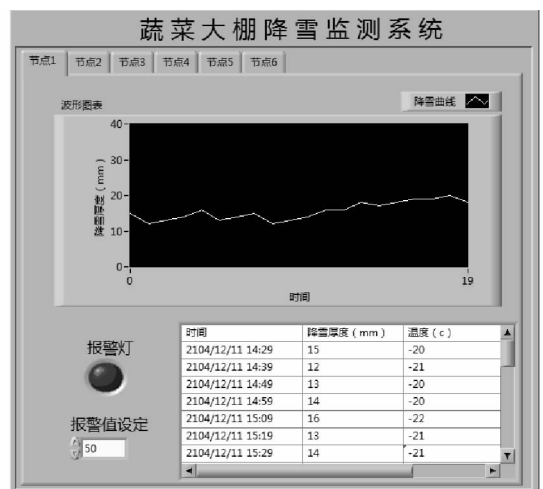 蔬菜大棚降雪监测系统
节点1 节点2 节点3 节点4 节点5 节点6
波形图表
降雪曲线
降雪厚度（mm）
40
30
20
10
0
0 19
时间
报警灯
报警值设定
50
时间 降雪厚度（mm） 温度（c）
2104/12/11 14:29 15 -20
2104/12/11 14:39 12 -21
2104/12/11 14:49 13 -20
2104/12/11 14:59 14 -20
2104/12/11 15:09 16 -22
2104/12/11 15:19 13 -21
2104/12/11 15:29 14 -21